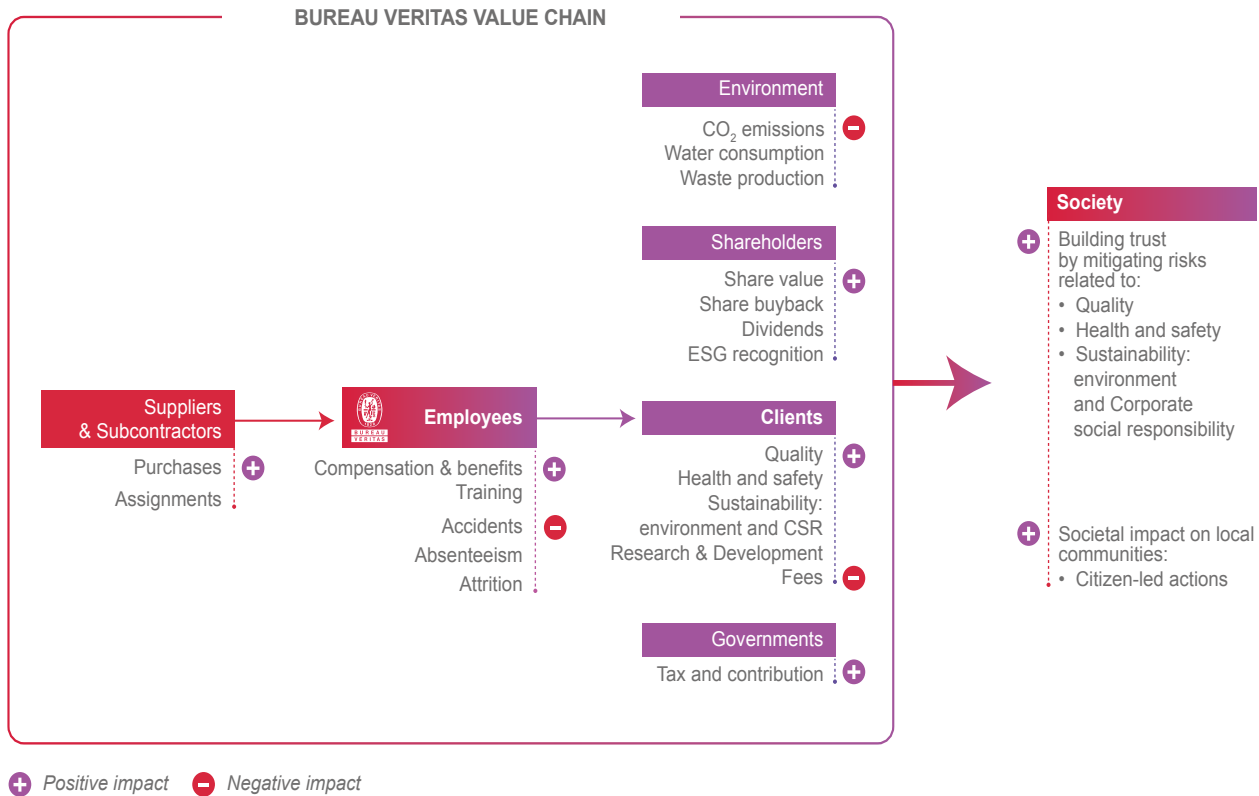 BUREAU VERITAS VALUE CHAIN
Environment
CO₂ emissions
Water consumption
Waste production
Shareholders
Share value
Share buyback
Dividends
ESG recognition
Suppliers
& Subcontractors
Purchases
Assignments
BUREAU
VERITAS
Employees
Compensation & benefits
Training
Accidents
Absenteeism
Attrition
Clients
Quality
Health and safety
Sustainability:
environment and CSR
Research & Development
Fees
Governments
Tax and contribution
Society
Building trust
by mitigating risks
related to:
• Quality
• Health and safety
• Sustainability:
environment
and Corporate
social responsibility
Societal impact on local
communities:
• Citizen-led actions
Positive impact
Negative impact